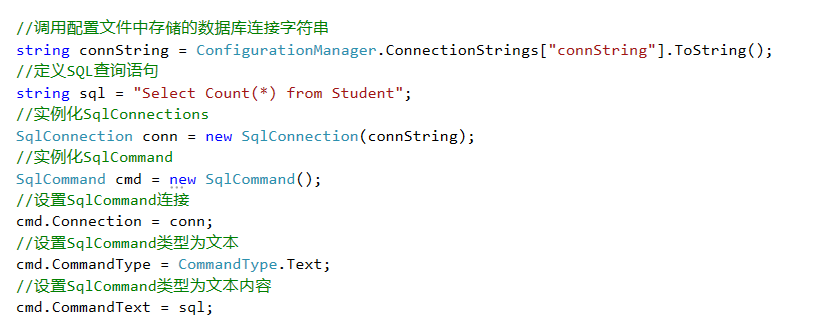 //调用配置文件中存储的数据库连接字符串
string connString = ConfigurationManager.ConnectionStrings["connString"].ToString();
//定义SQL查询语句
string sql = "Select Count(*) from Student";
//实例化SqlConnections
SqlConnection conn = new SqlConnection(connString);
//实例化SqlCommand
SqlCommand cmd = new SqlCommand();
//设置SqlCommand连接
cmd.Connection = conn;
//设置SqlCommand类型为文本
cmd.CommandType = CommandType.Text;
//设置SqlCommand类型为文本内容
cmd.CommandText = sql;